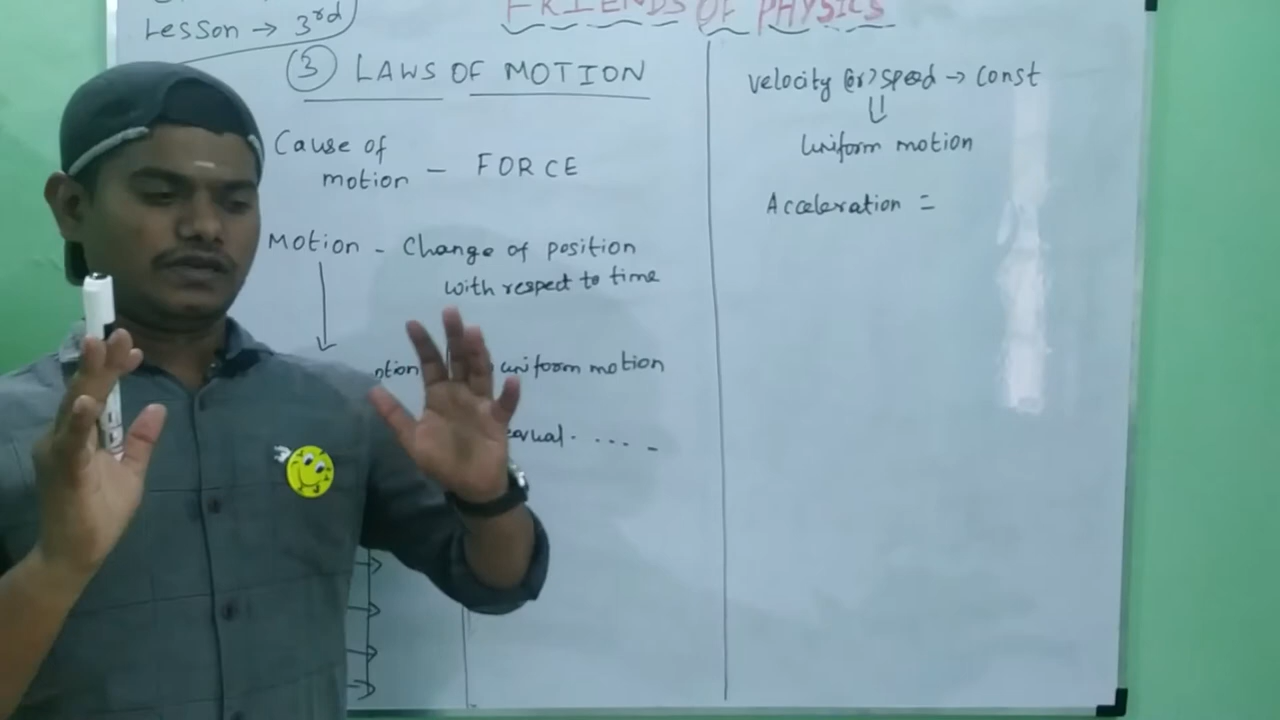 Lesson → 3rd
FRIENDS OF PHYSICS
③ LAWS OF MOTION
Cause of
motion — FORCE
Motion - Change of position
with respect to time
otion uniform motion
velocity (or) speed → Const
⇓
Uniform motion
Acceleration =